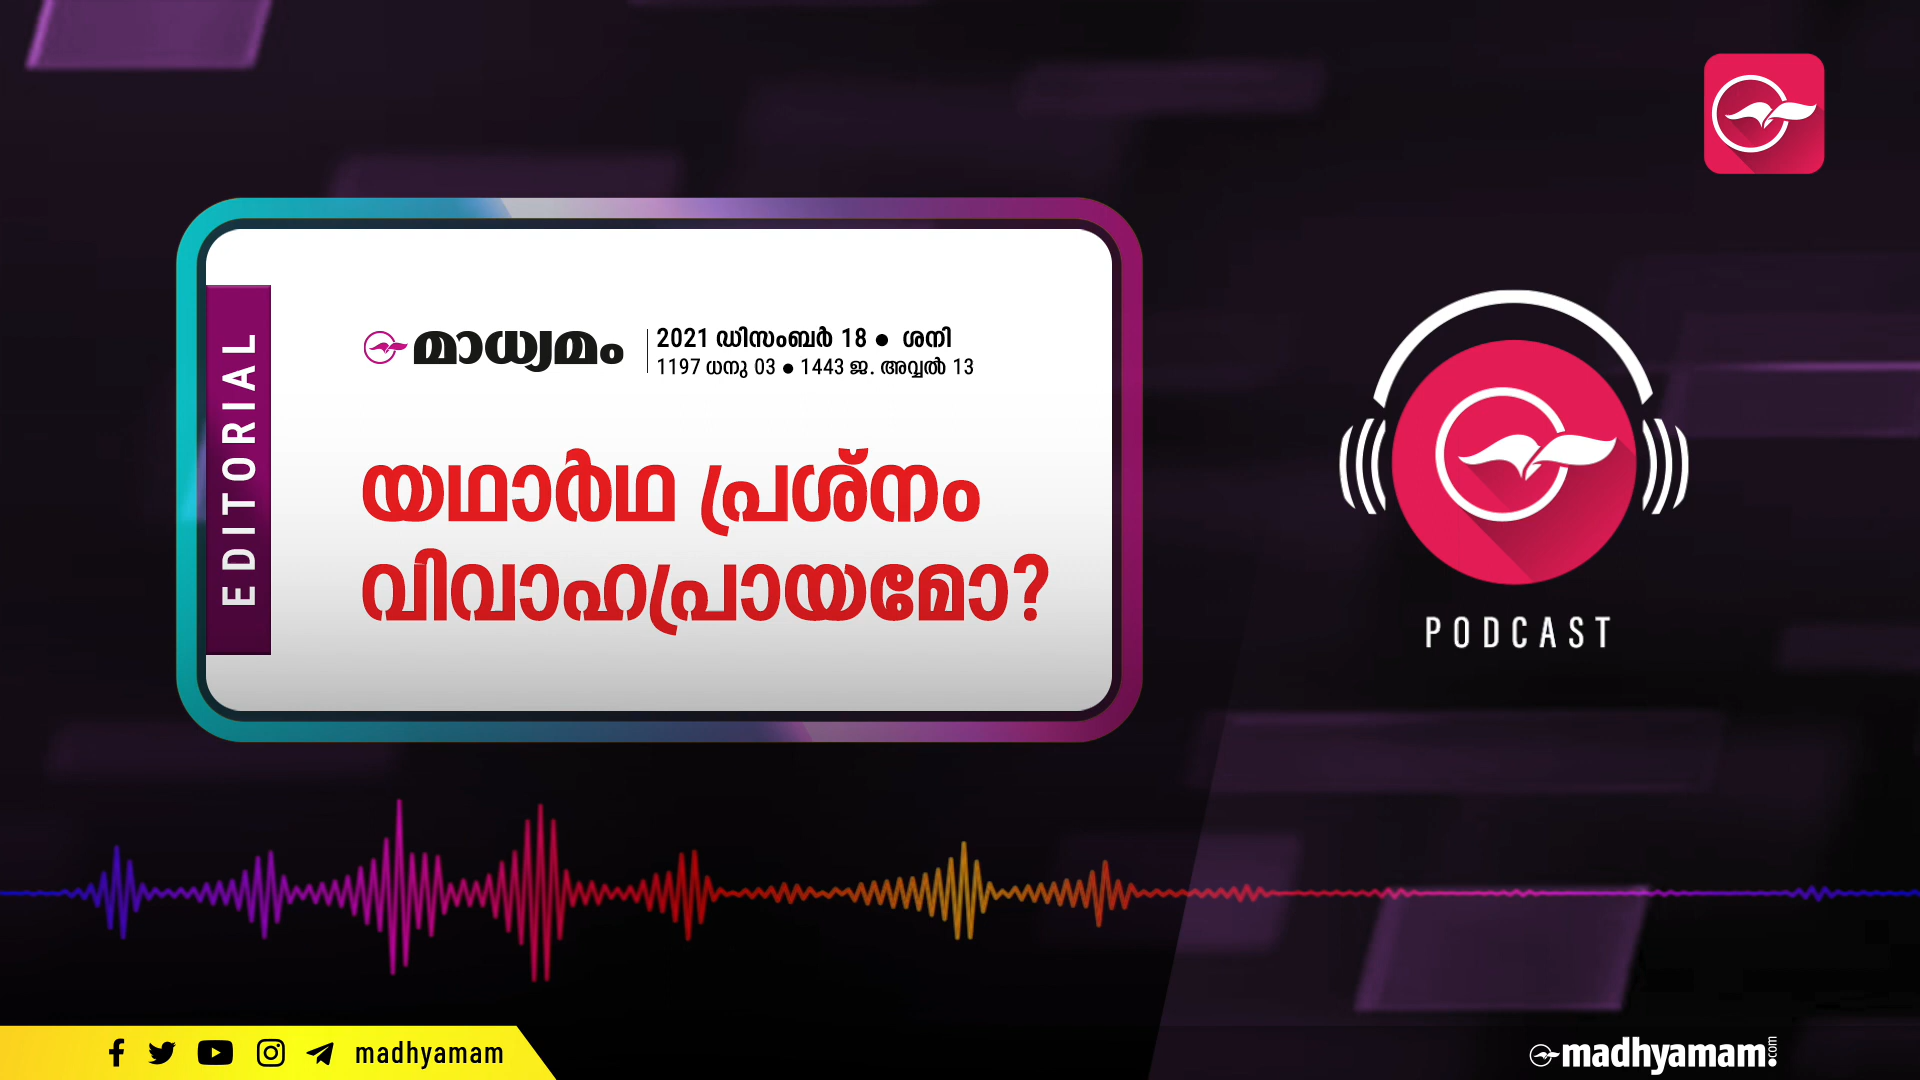 EDITORIAL
മാധ്യമം
2021 ഡിസംബർ 18 ● ശനി
1197 ധനു 03 ● 1443 ജ. അവ്വൽ 13
യഥാർഥ പ്രശ്നം
വിവാഹപ്രായമോ?
PODCAST
madhyamam
madhyamam.com